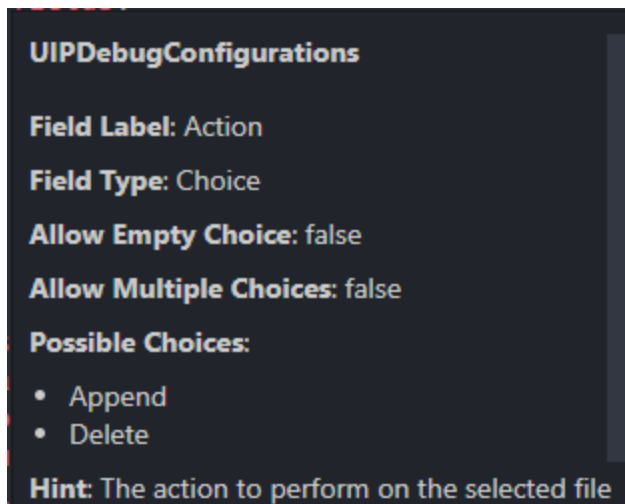 UIPDebugConfigurations
Field Label: Action
Field Type: Choice
Allow Empty Choice: false
Allow Multiple Choices: false
Possible Choices:
• Append
• Delete
Hint: The action to perform on the selected file